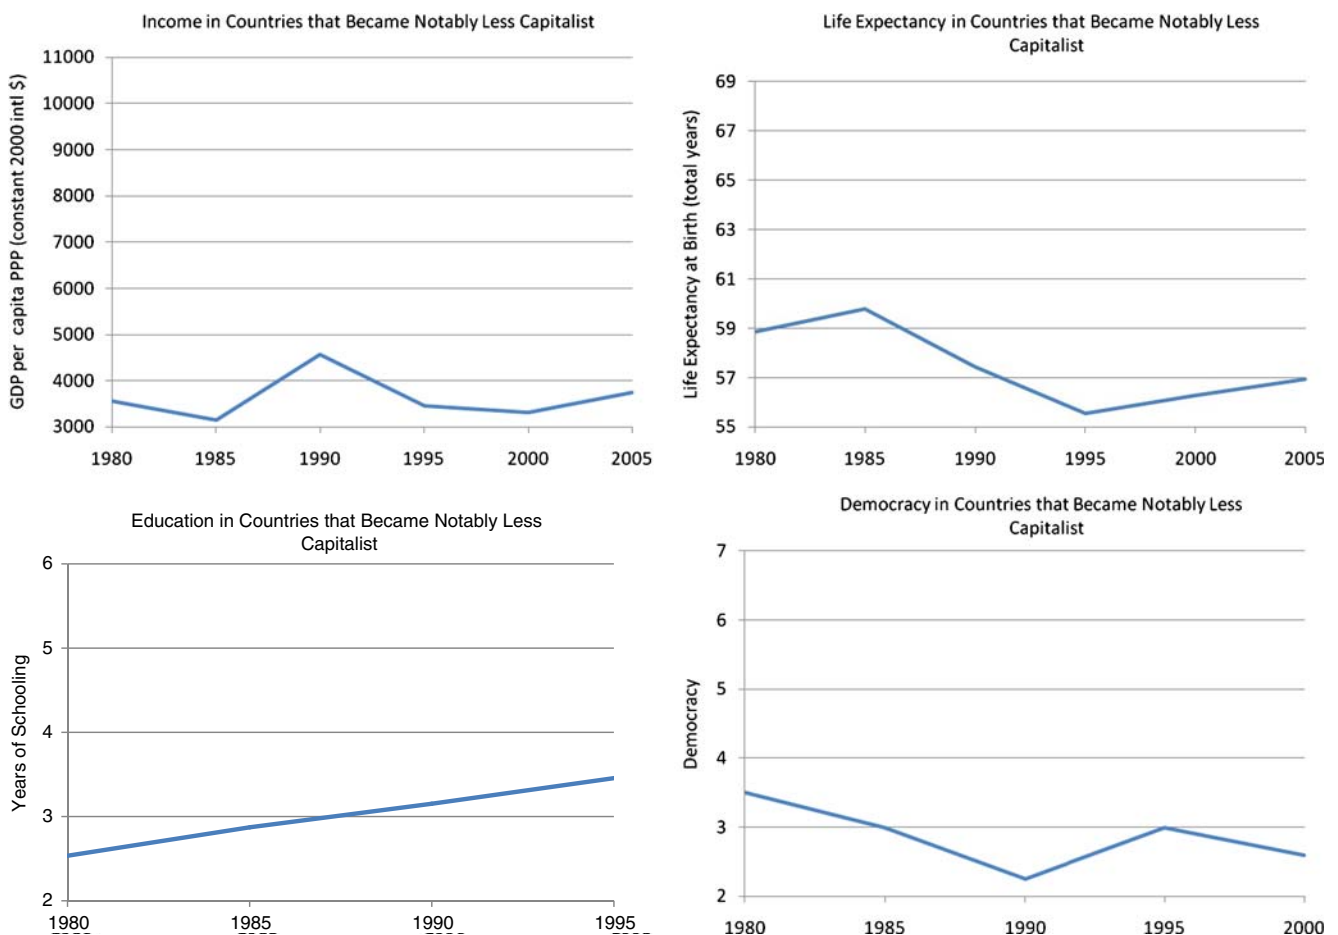 Income in Countries that Became Notably Less Capitalist
GDP per capita PPP (constant 2000 intl $)
11000
10000
9000
8000
7000
6000
5000
4000
3000
1980 1985 1990 1995 2000 2005
Life Expectancy in Countries that Became Notably Less
Capitalist
Life Expectancy at Birth (total years)
69
67
65
63
61
59
57
55
1980 1985 1990 1995 2000 2005
Education in Countries that Became Notably Less
Capitalist
Years of Schooling
6
5
4
3
2
1980 1985 1990 1995
Democracy in Countries that Became Notably Less
Capitalist
Democracy
7
6
5
4
3
2
1980 1985 1990 1995 2000